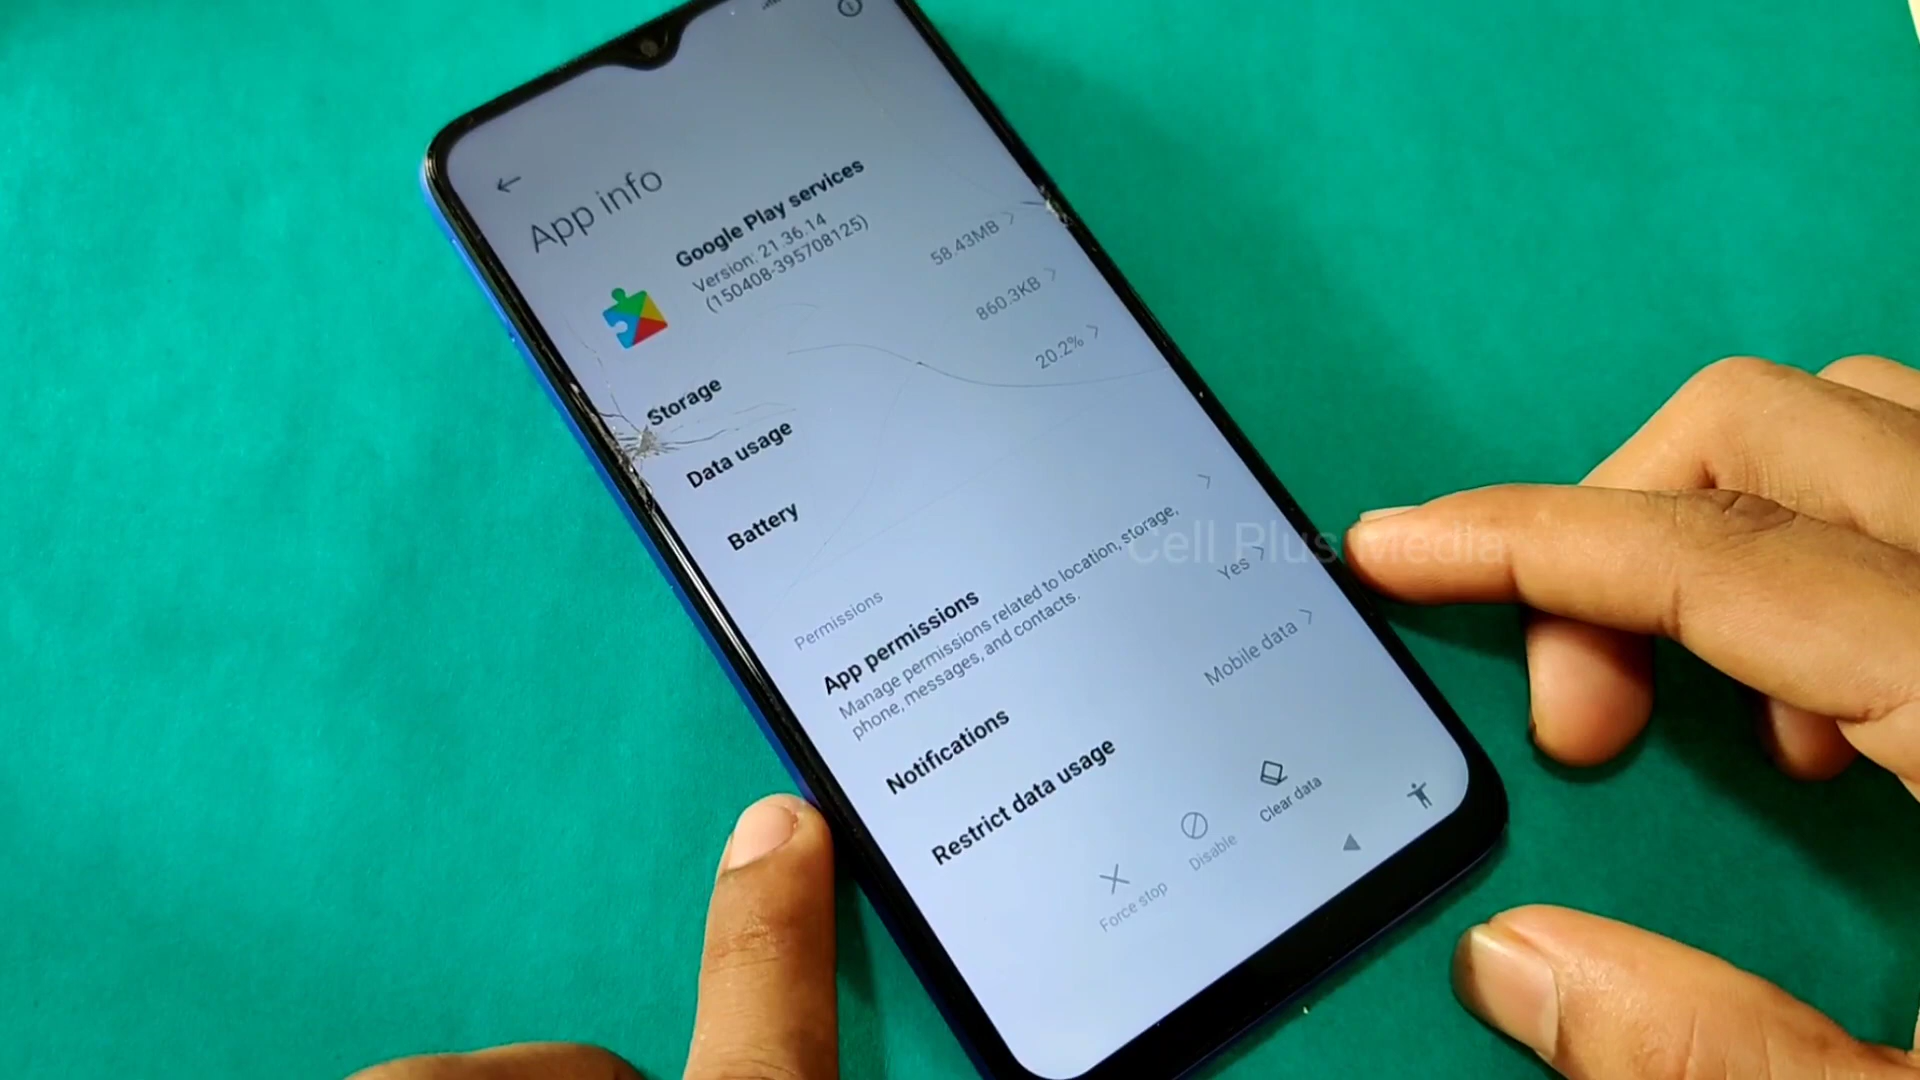 App info
Google Play services
Version: 21.36.14
(150408-395708125)
Storage
58.43MB
Data usage
860.3KB
Battery
20.2%
Permissions
App permissions
Manage permissions related to location, storage,
phone, messages, and contacts.
Notifications
Yes
Restrict data usage
Mobile data
Force stop
Disable
Clear data
Cell Plus Media